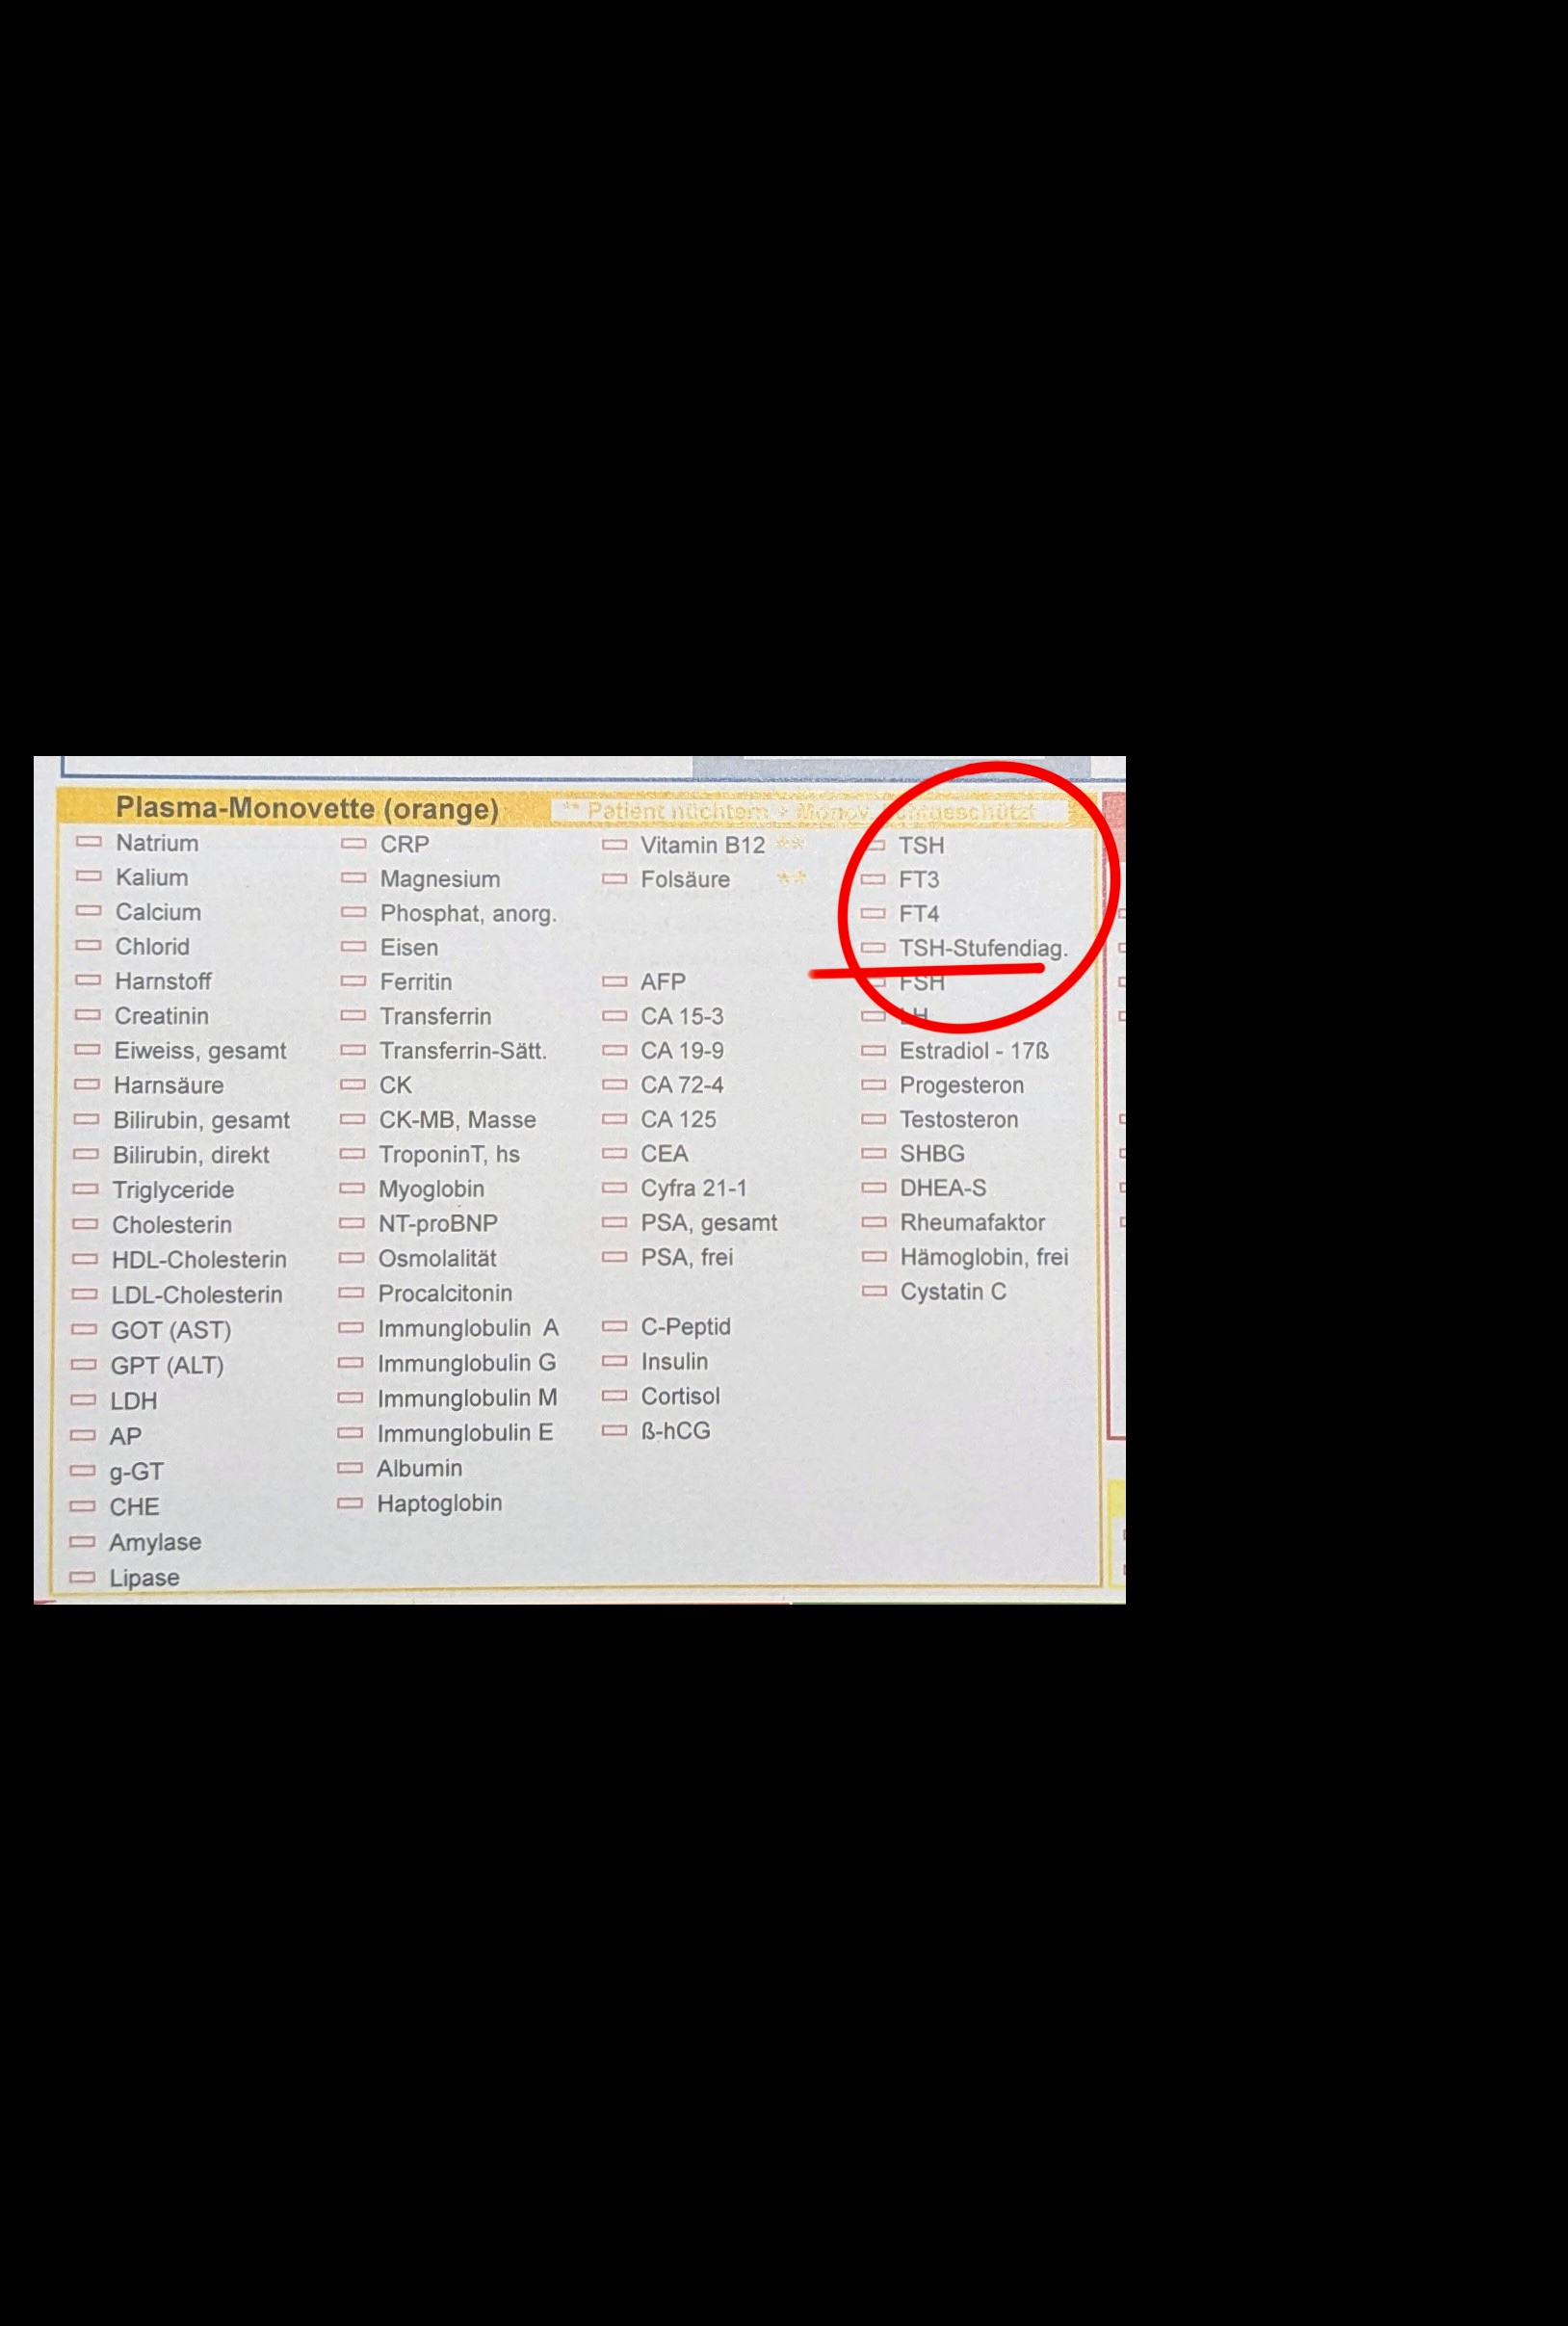 Plasma-Monovette (orange)
** Patient nüchtern + Monov. lichtgeschützt
Natrium
Kalium
Calcium
Chlorid
Harnstoff
Creatinin
Eiweiss, gesamt
Harnsäure
Bilirubin, gesamt
Bilirubin, direkt
Triglyceride
Cholesterin
HDL-Cholesterin
LDL-Cholesterin
GOT (AST)
GPT (ALT)
LDH
AP
g-GT
CHE
Amylase
Lipase
CRP
Magnesium
Phosphat, anorg.
Eisen
Ferritin
Transferrin
Transferrin-Sätt.
CK
CK-MB, Masse
TroponinT, hs
Myoglobin
NT-proBNP
Osmolalität
Procalcitonin
Immunglobulin A
Immunglobulin G
Immunglobulin M
Immunglobulin E
Albumin
Haptoglobin
Vitamin B12 **
Folsäure **
AFP
CA 15-3
CA 19-9
CA 72-4
CA 125
CEA
Cyfra 21-1
PSA, gesamt
PSA, frei
C-Peptid
Insulin
Cortisol
ß-hCG
TSH
FT3
FT4
TSH-Stufendiag.
FSH
LH
Estradiol - 17ß
Progesteron
Testosteron
SHBG
DHEA-S
Rheumafaktor
Hämoglobin, frei
Cystatin C